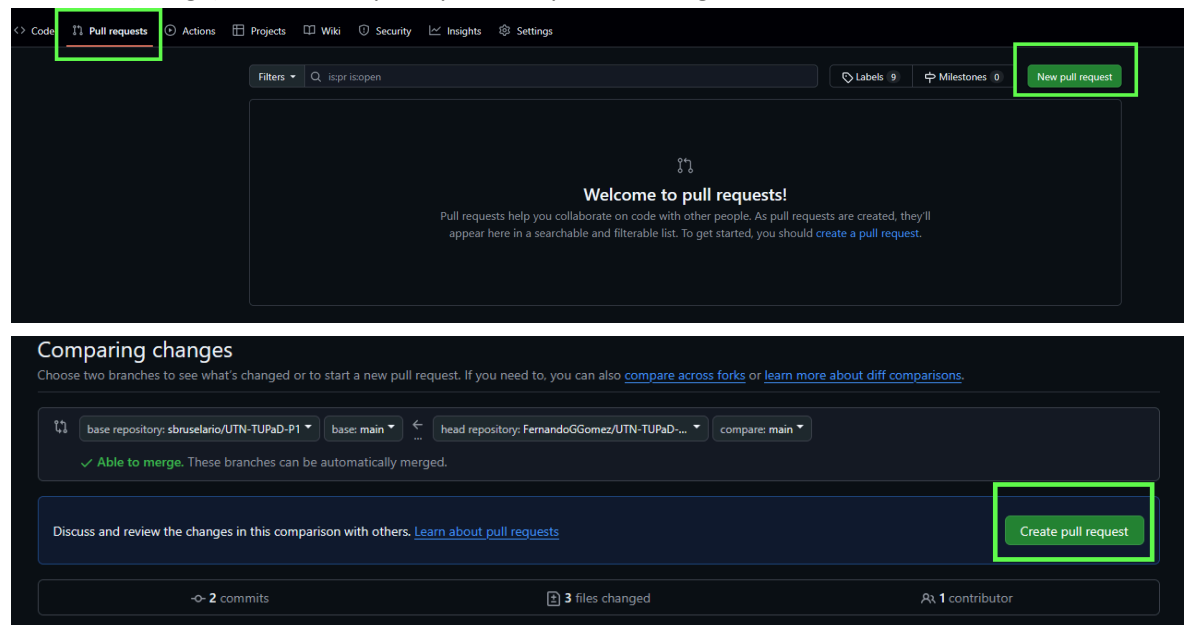 <> Code Pull requests Actions Projects Wiki Security Insights Settings
Filters is:pr is:open Labels 9 Milestones 0 New pull request
Welcome to pull requests!
Pull requests help you collaborate on code with other people. As pull requests are created, they'll
appear here in a searchable and filterable list. To get started, you should create a pull request.
Comparing changes
Choose two branches to see what's changed or to start a new pull request. If you need to, you can also compare across forks or learn more about diff comparisons.
base repository: sbruselario/UTN-TUPaD-P1 base: main ← ... head repository: FernandoGGomez/UTN-TUPaD-... compare: main
✓ Able to merge. These branches can be automatically merged.
Discuss and review the changes in this comparison with others. Learn about pull requests Create pull request
2 commits 3 files changed 1 contributor